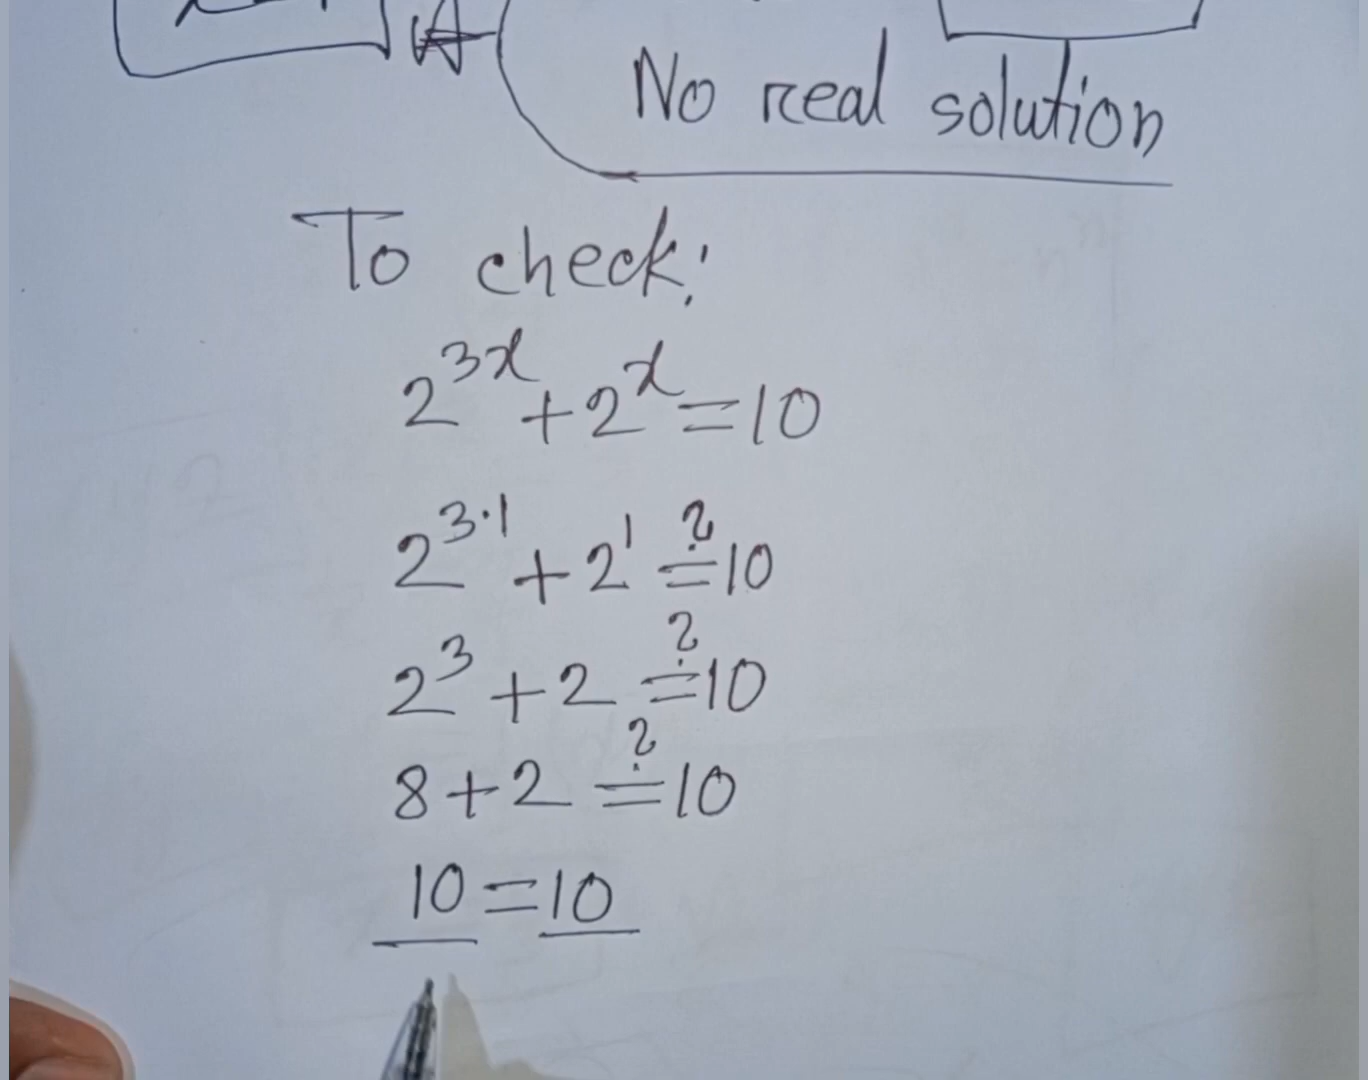 No real solution
To check:
2^{3x} + 2^x = 10
2^{3·1} + 2^1 ≟ 10
2^3 + 2 ≟ 10
8 + 2 ≟ 10
10 = 10